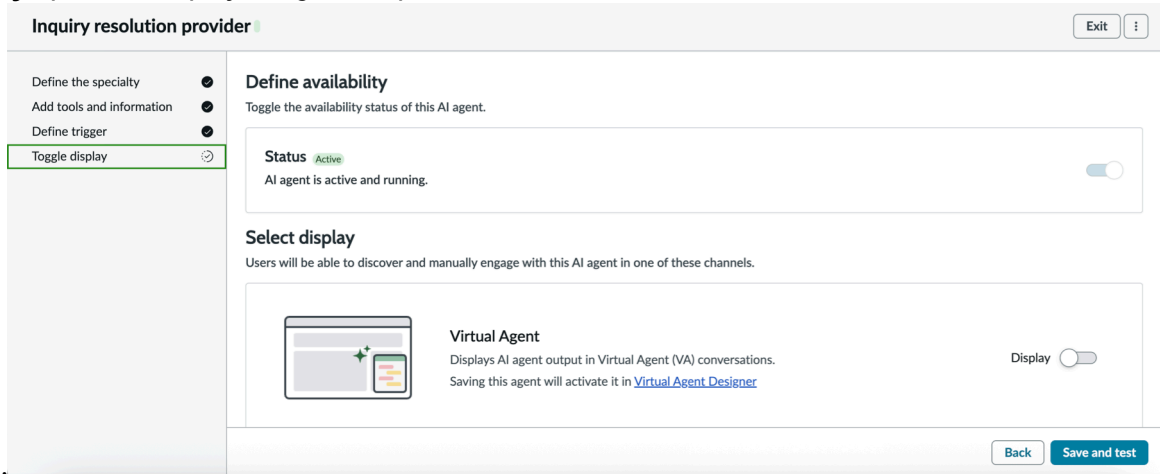 Inquiry resolution provider
Exit
Define the specialty
Add tools and information
Define trigger
Toggle display
Define availability
Toggle the availability status of this AI agent.
Status Active
AI agent is active and running.
Select display
Users will be able to discover and manually engage with this AI agent in one of these channels.
Virtual Agent
Displays AI agent output in Virtual Agent (VA) conversations.
Saving this agent will activate it in Virtual Agent Designer
Display
Back
Save and test